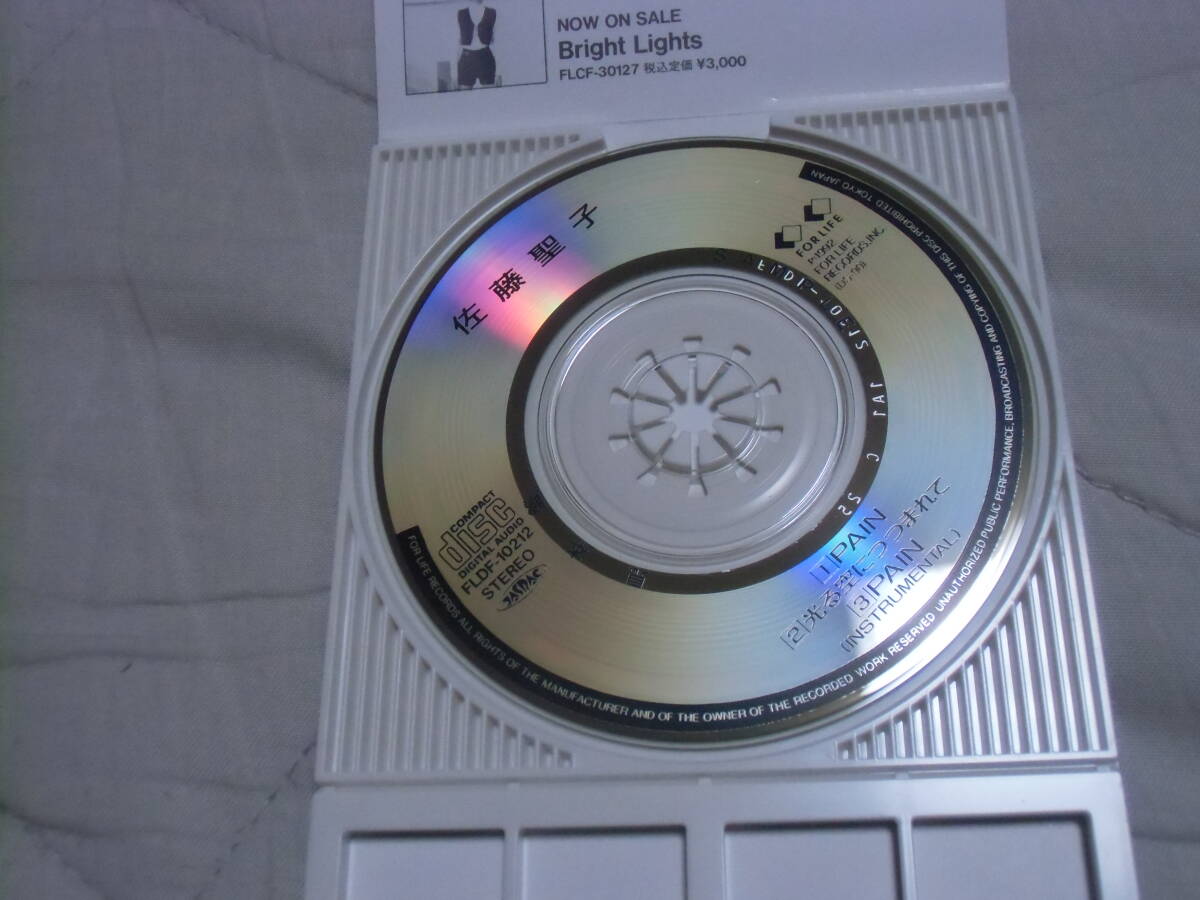 NOW ON SALE
Bright Lights
FLCF-30127 税込定価 ¥3,000
佐藤聖子
FOR LIFE
P.1992
FOR LIFE
RECORDS,INC.
COMPACT
disc
DIGITAL AUDIO
FLDF-10212
STEREO
JASRAC
1 PAIN
2 光る空につつまれて
3 PAIN
(INSTRUMENTAL)
FOR LIFE RECORDS ALL RIGHTS OF THE MANUFACTURER AND OF THE OWNER OF THE RECORDED WORK RESERVED UNAUTHORIZED PUBLIC PERFORMANCE, BROADCASTING AND COPYING OF THIS DISC PROHIBITED TOKYO JAPAN